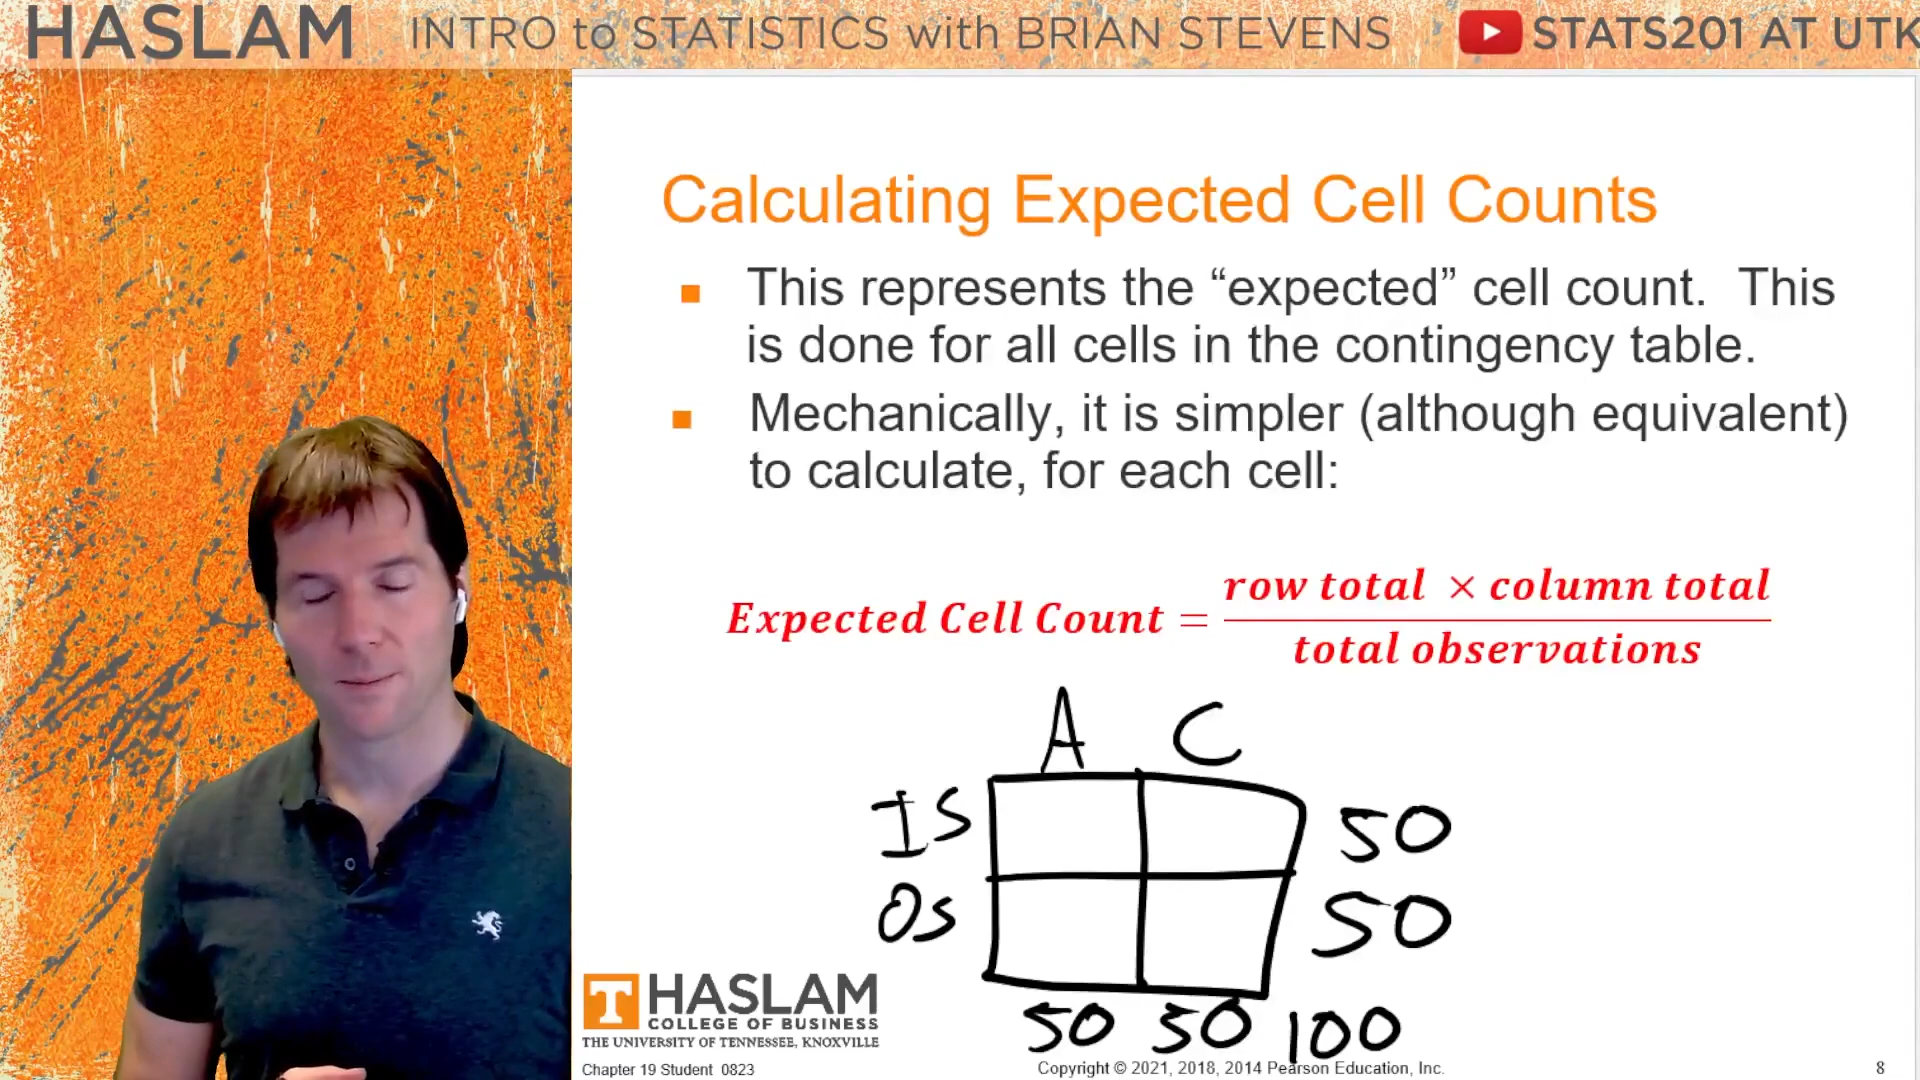 HASLAM INTRO to STATISTICS with BRIAN STEVENS STATS201 AT UTK
Calculating Expected Cell Counts
This represents the “expected” cell count. This
is done for all cells in the contingency table.
Mechanically, it is simpler (although equivalent)
to calculate, for each cell:
Expected Cell Count = row total × column total
total observations
A C
IS 50
OS 50
50 50 100
T HASLAM
COLLEGE OF BUSINESS
THE UNIVERSITY OF TENNESSEE, KNOXVILLE
Chapter 19 Student 0823 Copyright © 2021, 2018, 2014 Pearson Education, Inc. 8